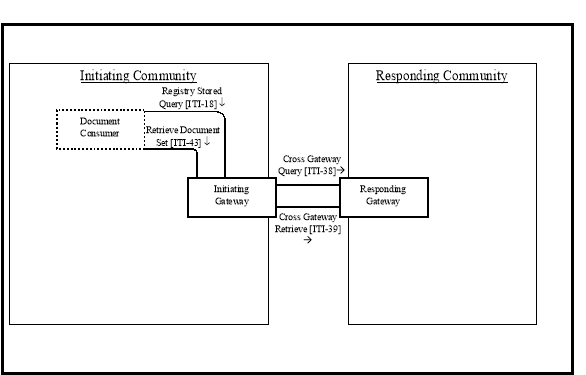 Initiating Community
Responding Community
Registry Stored
Query [ITI-18] ↓
Document
Consumer
Retrieve Document
Set [ITI-43] ↓
Cross Gateway
Query [ITI-38]→
Initiating
Gateway
Responding
Gateway
Cross Gateway
Retrieve [ITI-39]
→